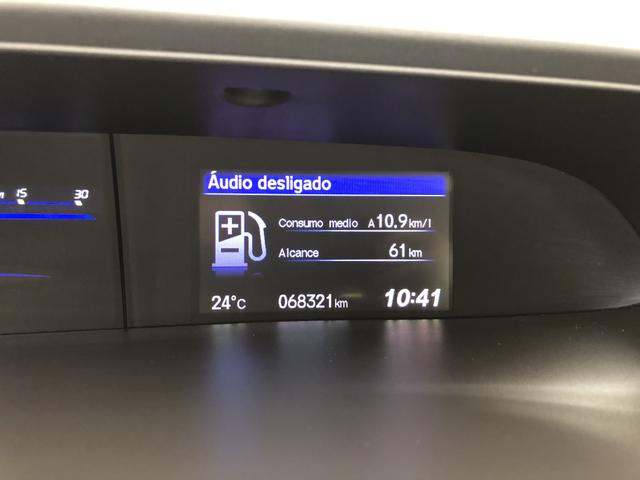 Áudio desligado
15 30
Consumo medio A10.9km/l
Alcance 61km
24°C 068321km 10:41